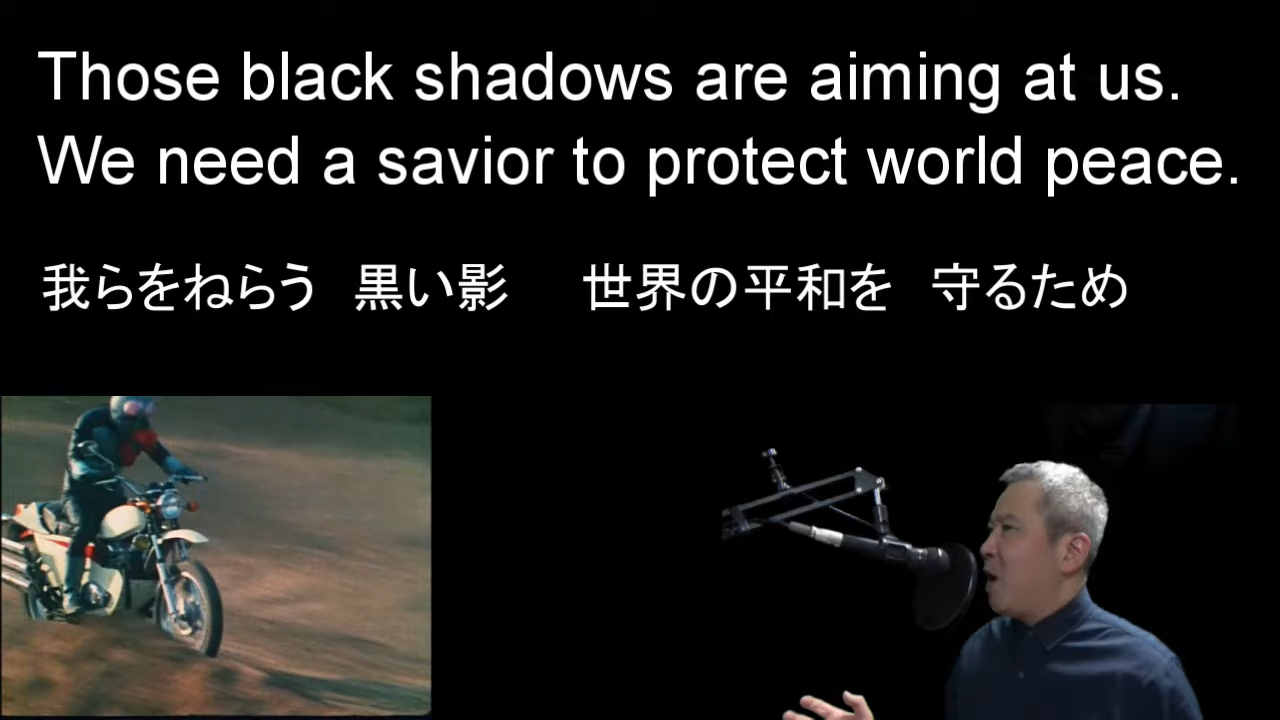 Those black shadows are aiming at us.
We need a savior to protect world peace.
我らをねらう　黒い影　　世界の平和を　守るため